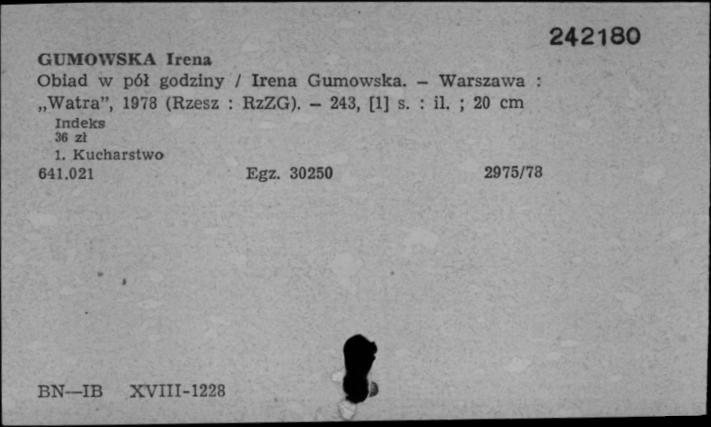 242180
GUMOWSKA Irena
Obiad w pół godziny / Irena Gumowska. — Warszawa :
„Watra”, 1978 (Rzesz : RzZG). — 243, [1] s. : il. ; 20 cm
Indeks
36 zł
1. Kucharstwo
641.021 Egz. 30250 2975/78
BN—IB XVIII-1228